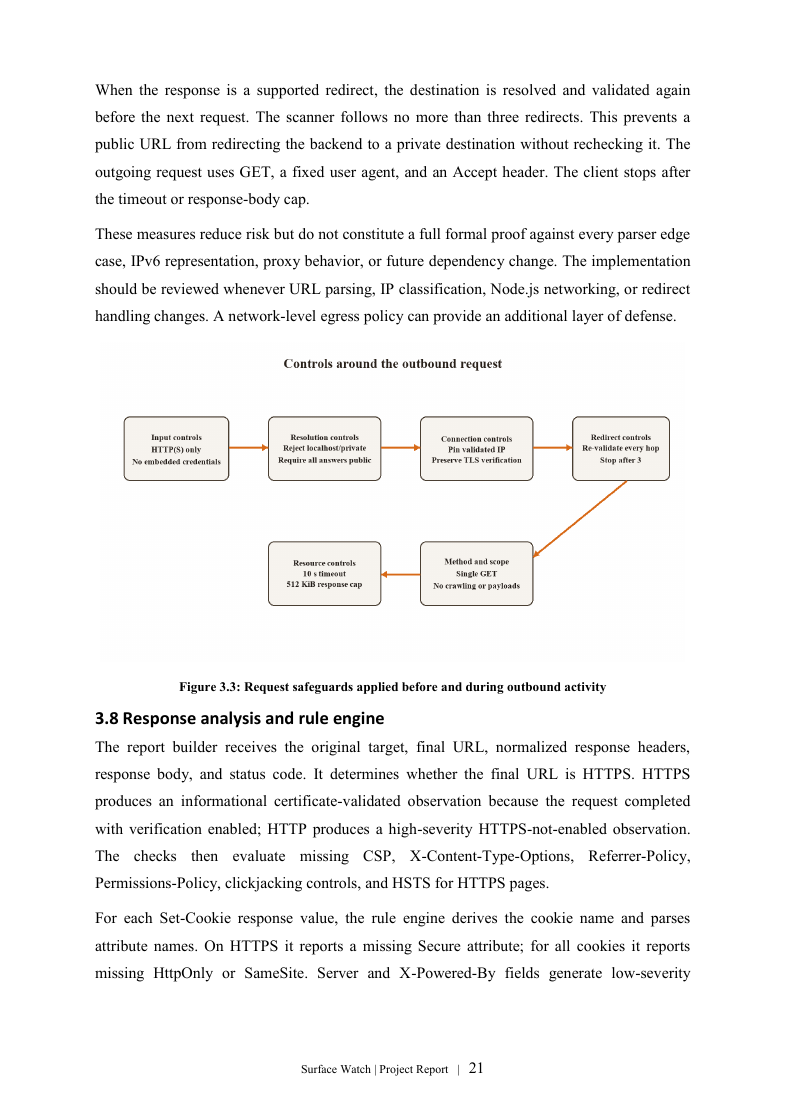 When the response is a supported redirect, the destination is resolved and validated again
before the next request. The scanner follows no more than three redirects. This prevents a
public URL from redirecting the backend to a private destination without rechecking it. The
outgoing request uses GET, a fixed user agent, and an Accept header. The client stops after
the timeout or response-body cap.
These measures reduce risk but do not constitute a full formal proof against every parser edge
case, IPv6 representation, proxy behavior, or future dependency change. The implementation
should be reviewed whenever URL parsing, IP classification, Node.js networking, or redirect
handling changes. A network-level egress policy can provide an additional layer of defense.
Controls around the outbound request
Input controls
HTTP(S) only
No embedded credentials
Resolution controls
Reject localhost/private
Require all answers public
Connection controls
Pin validated IP
Preserve TLS verification
Redirect controls
Re-validate every hop
Stop after 3
Method and scope
Single GET
No crawling or payloads
Resource controls
10 s timeout
512 KiB response cap
Figure 3.3: Request safeguards applied before and during outbound activity
3.8 Response analysis and rule engine
The report builder receives the original target, final URL, normalized response headers,
response body, and status code. It determines whether the final URL is HTTPS. HTTPS
produces an informational certificate-validated observation because the request completed
with verification enabled; HTTP produces a high-severity HTTPS-not-enabled observation.
The checks then evaluate missing CSP, X-Content-Type-Options, Referrer-Policy,
Permissions-Policy, clickjacking controls, and HSTS for HTTPS pages.
For each Set-Cookie response value, the rule engine derives the cookie name and parses
attribute names. On HTTPS it reports a missing Secure attribute; for all cookies it reports
missing HttpOnly or SameSite. Server and X-Powered-By fields generate low-severity
Surface Watch | Project Report | 21